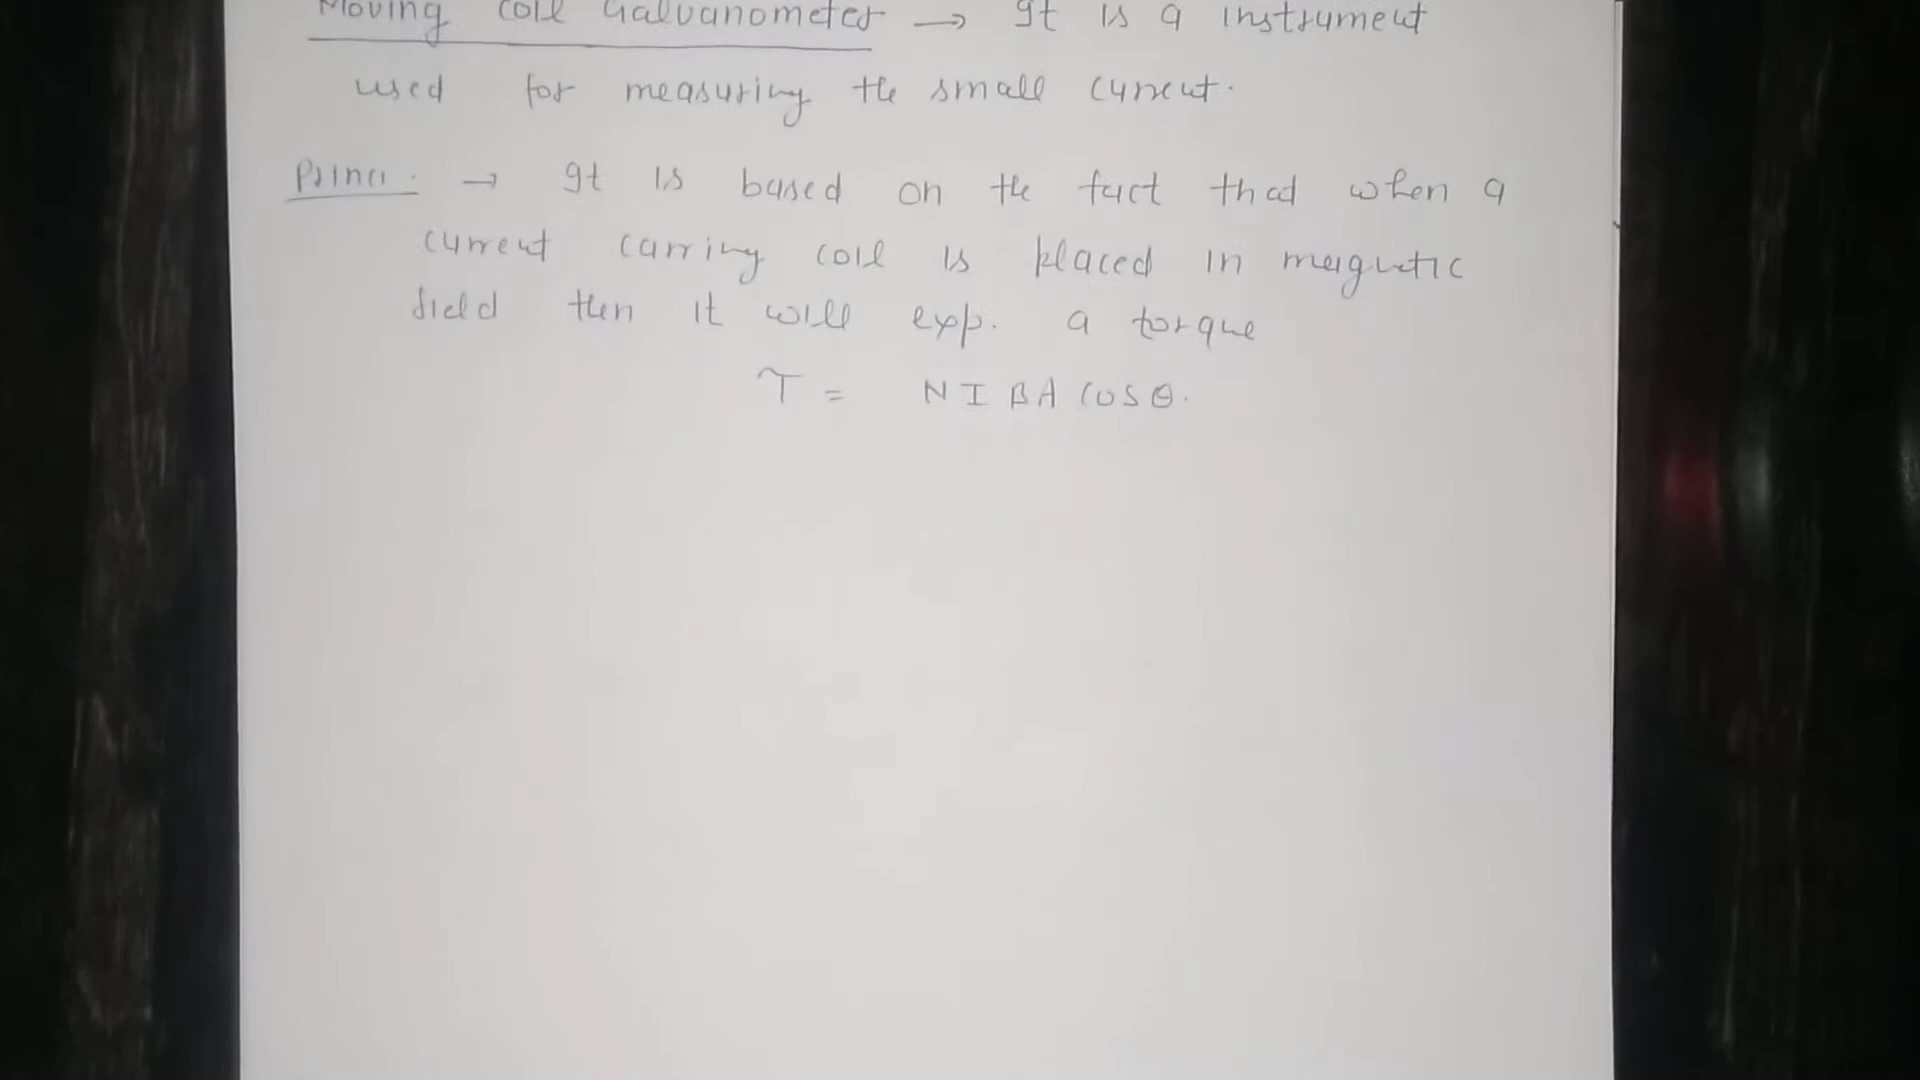 Moving Coil Galvanometer → It is a instrument
used for measuring the small current.
Princi. → It is based on the fact that when a
current carring coil is placed in magnetic
field then it will exp. a torque
τ = NIBA Cosθ.